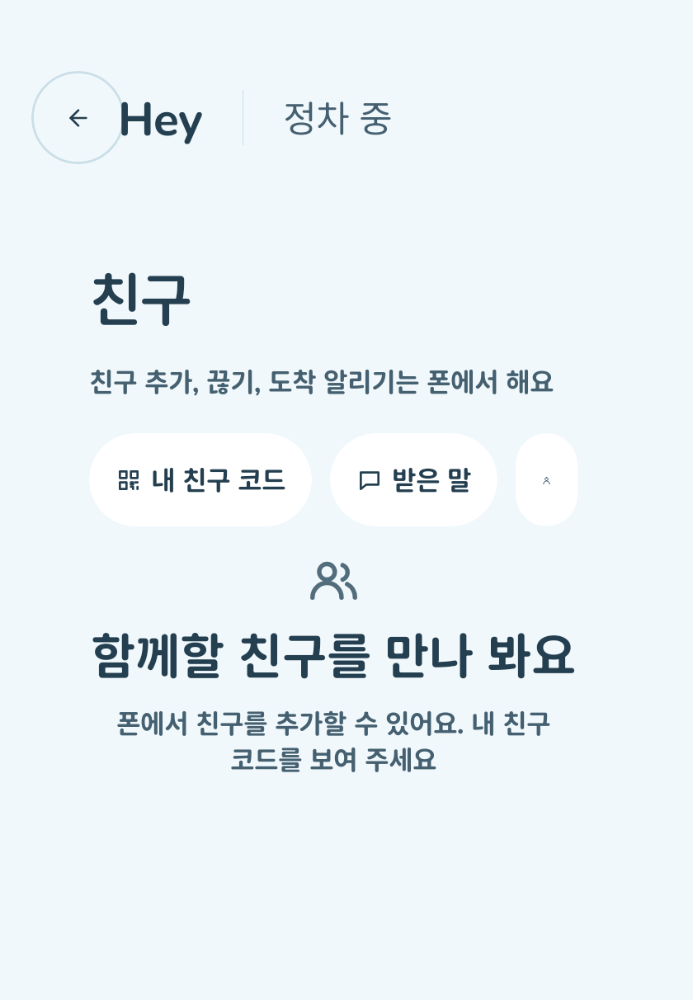 Hey
정차 중
친구
친구 추가, 끊기, 도착 알리기는 폰에서 해요
내 친구 코드
받은 말
함께할 친구를 만나 봐요
폰에서 친구를 추가할 수 있어요. 내 친구
코드를 보여 주세요